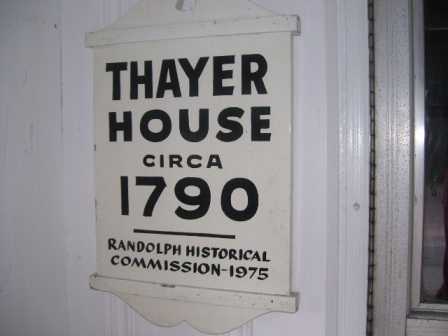 THAYER
HOUSE
CIRCA
1790
RANDOLPH HISTORICAL
COMMISSION-1975